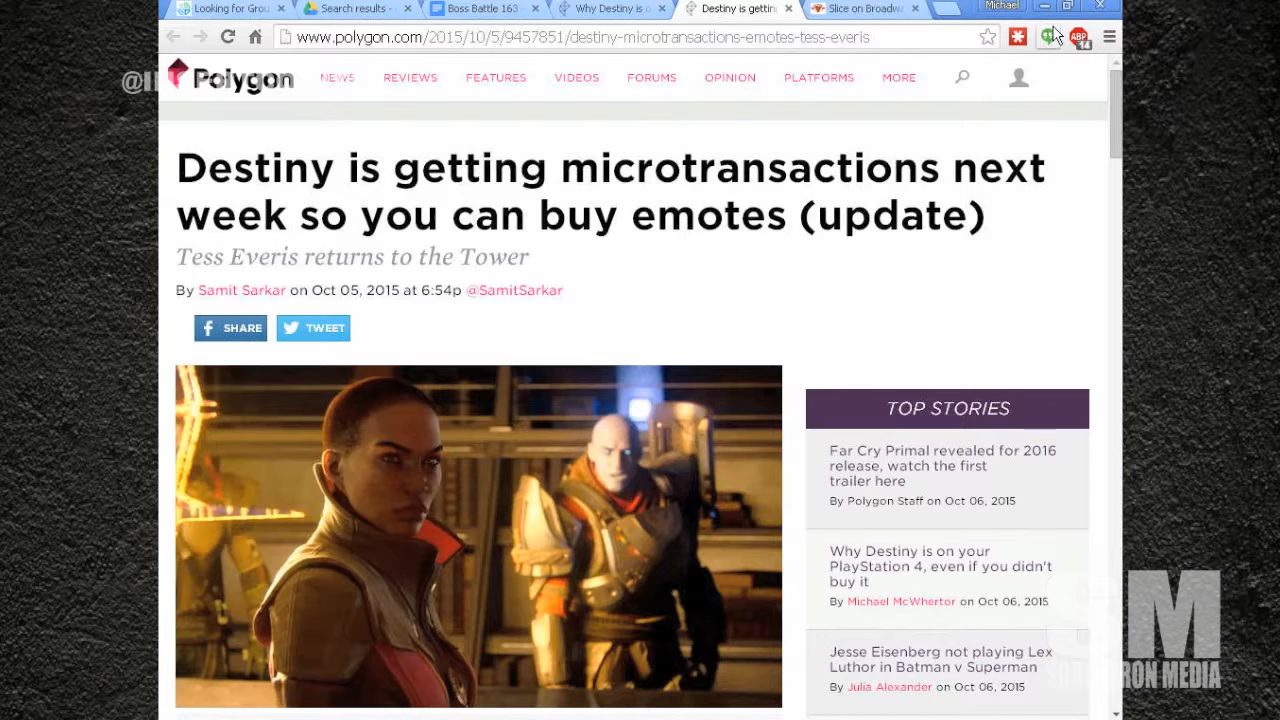 Looking for Grou
Search results -
Boss Battle 163
Why Destiny is o
Destiny is gettin
Slice on Broadwa
Michael
www.polygon.com/2015/10/5/9457851/destiny-microtransactions-emotes-tess-everis
ABP
14
Polygon
NEWS
REVIEWS
FEATURES
VIDEOS
FORUMS
OPINION
PLATFORMS
MORE
Destiny is getting microtransactions next
week so you can buy emotes (update)
Tess Everis returns to the Tower
By Samit Sarkar on Oct 05, 2015 at 6:54p @SamitSarkar
SHARE
TWEET
TOP STORIES
Far Cry Primal revealed for 2016
release, watch the first
trailer here
By Polygon Staff on Oct 06, 2015
Why Destiny is on your
PlayStation 4, even if you didn't
buy it
By Michael McWhertor on Oct 06, 2015
Jesse Eisenberg not playing Lex
Luthor in Batman v Superman
By Julia Alexander on Oct 06, 2015
SM